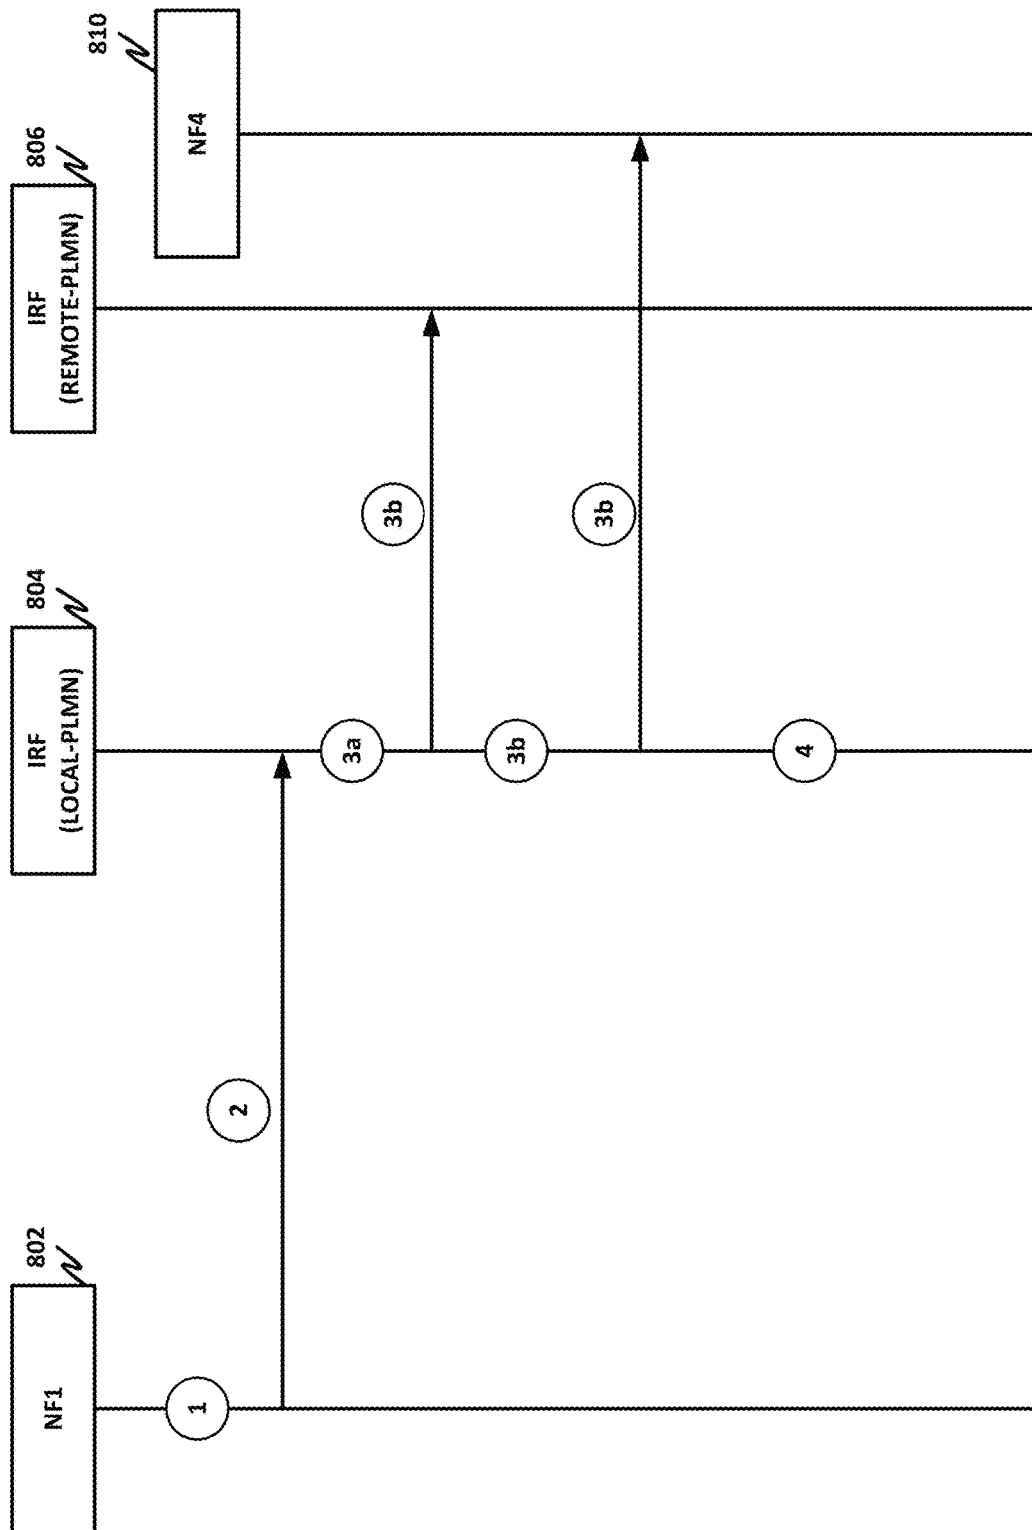 802
NF1
804
IRF
(LOCAL-PLMN)
806
IRF
(REMOTE-PLMN)
810
NF4
1
2
3a
3b
3b
3b
4